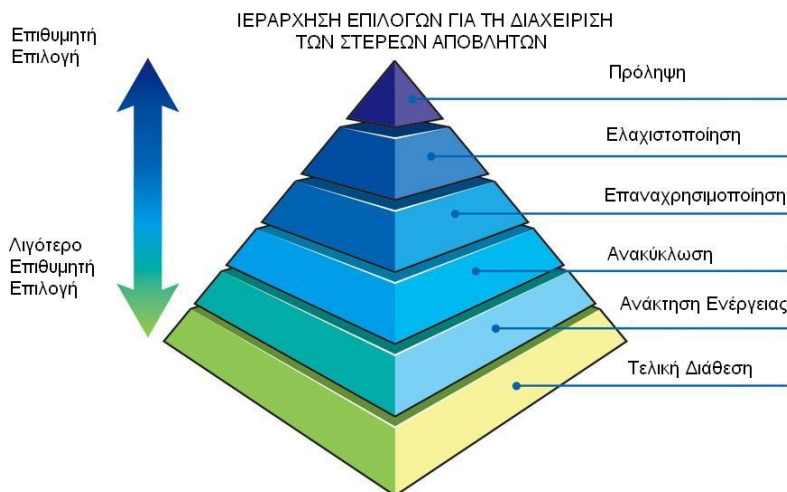 ΙΕΡΑΡΧΗΣΗ ΕΠΙΛΟΓΩΝ ΓΙΑ ΤΗ ΔΙΑΧΕΙΡΙΣΗ
ΤΩΝ ΣΤΕΡΕΩΝ ΑΠΟΒΛΗΤΩΝ
Επιθυμητή
Επιλογή
Λιγότερο
Επιθυμητή
Επιλογή
Πρόληψη
Ελαχιστοποίηση
Επαναχρησιμοποίηση
Ανακύκλωση
Ανάκτηση Ενέργειας
Τελική Διάθεση